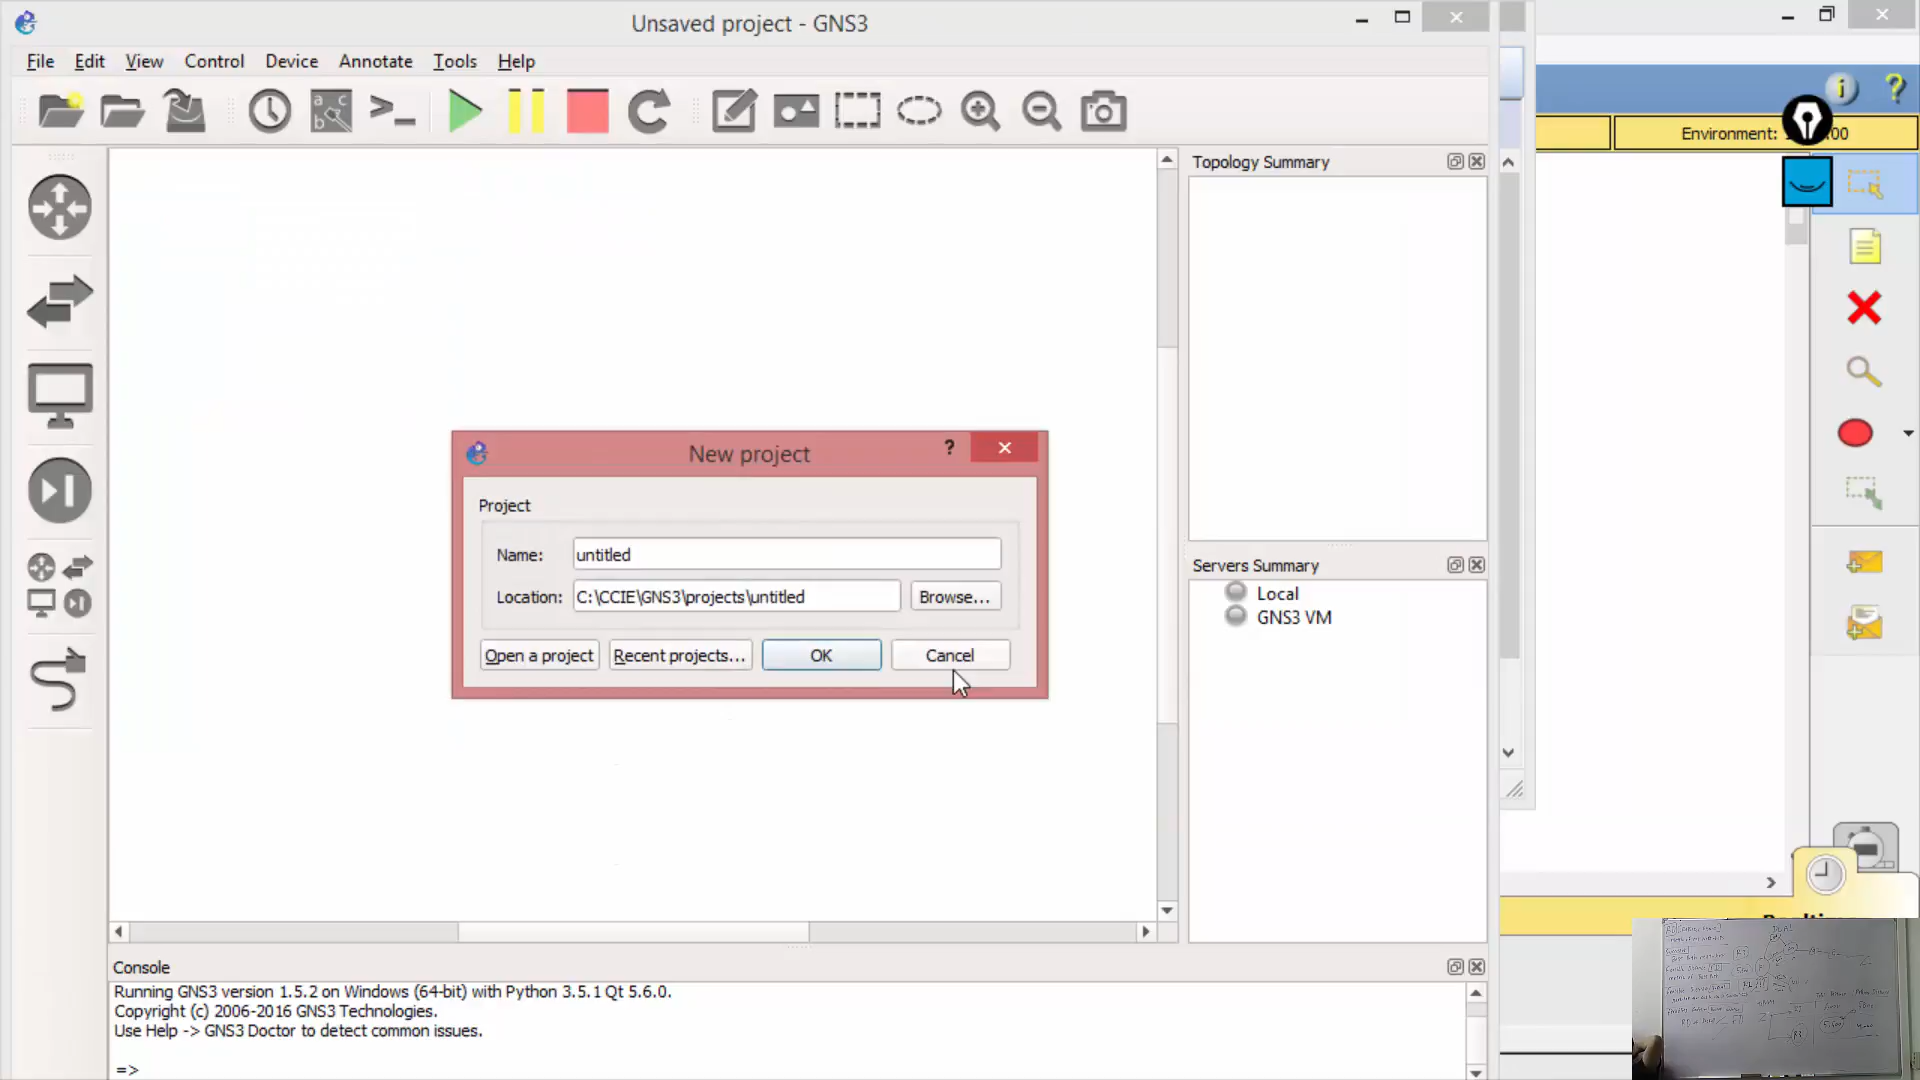 Unsaved project - GNS3
File Edit View Control Device Annotate Tools Help
Environment:
00
Topology Summary
New project
?
Project
Name: untitled
Location: C:\CCIE\GNS3\projects\untitled Browse...
Open a project Recent projects... OK Cancel
Servers Summary
Local
GNS3 VM
Console
Running GNS3 version 1.5.2 on Windows (64-bit) with Python 3.5.1 Qt 5.6.0.
Copyright (c) 2006-2016 GNS3 Technologies.
Use Help -> GNS3 Doctor to detect common issues.
=>